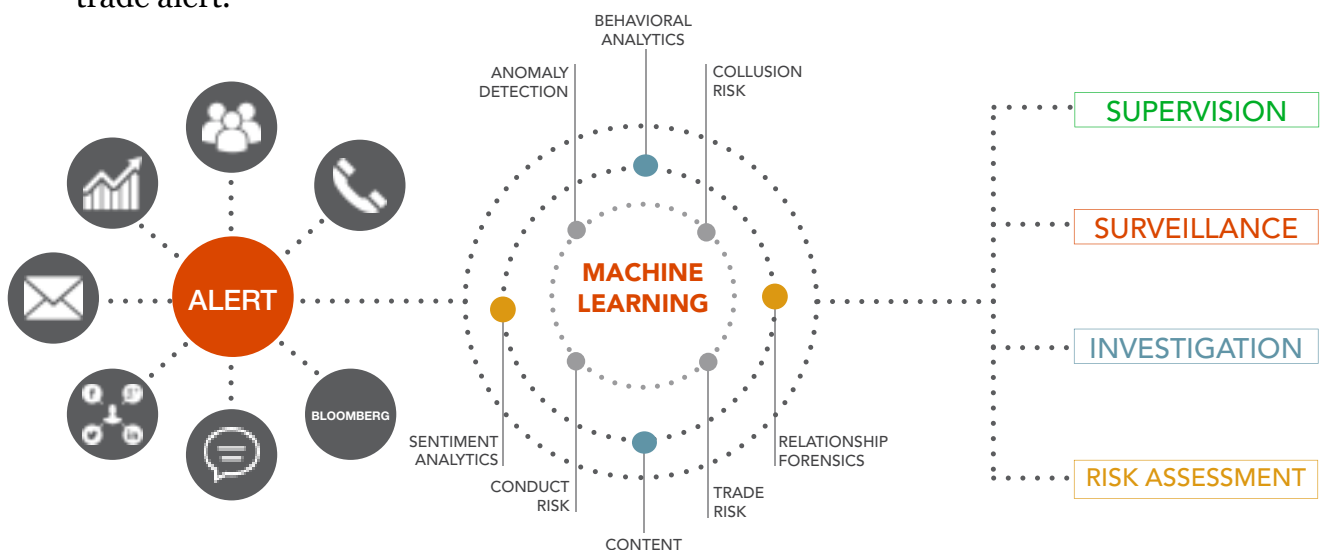 trade alert.
BEHAVIORAL
ANALYTICS
ANOMALY
DETECTION
COLLUSION
RISK
ALERT
BLOOMBERG
MACHINE
LEARNING
SENTIMENT
ANALYTICS
CONDUCT
RISK
CONTENT
TRADE
RISK
RELATIONSHIP
FORENSICS
SUPERVISION
SURVEILLANCE
INVESTIGATION
RISK ASSESSMENT